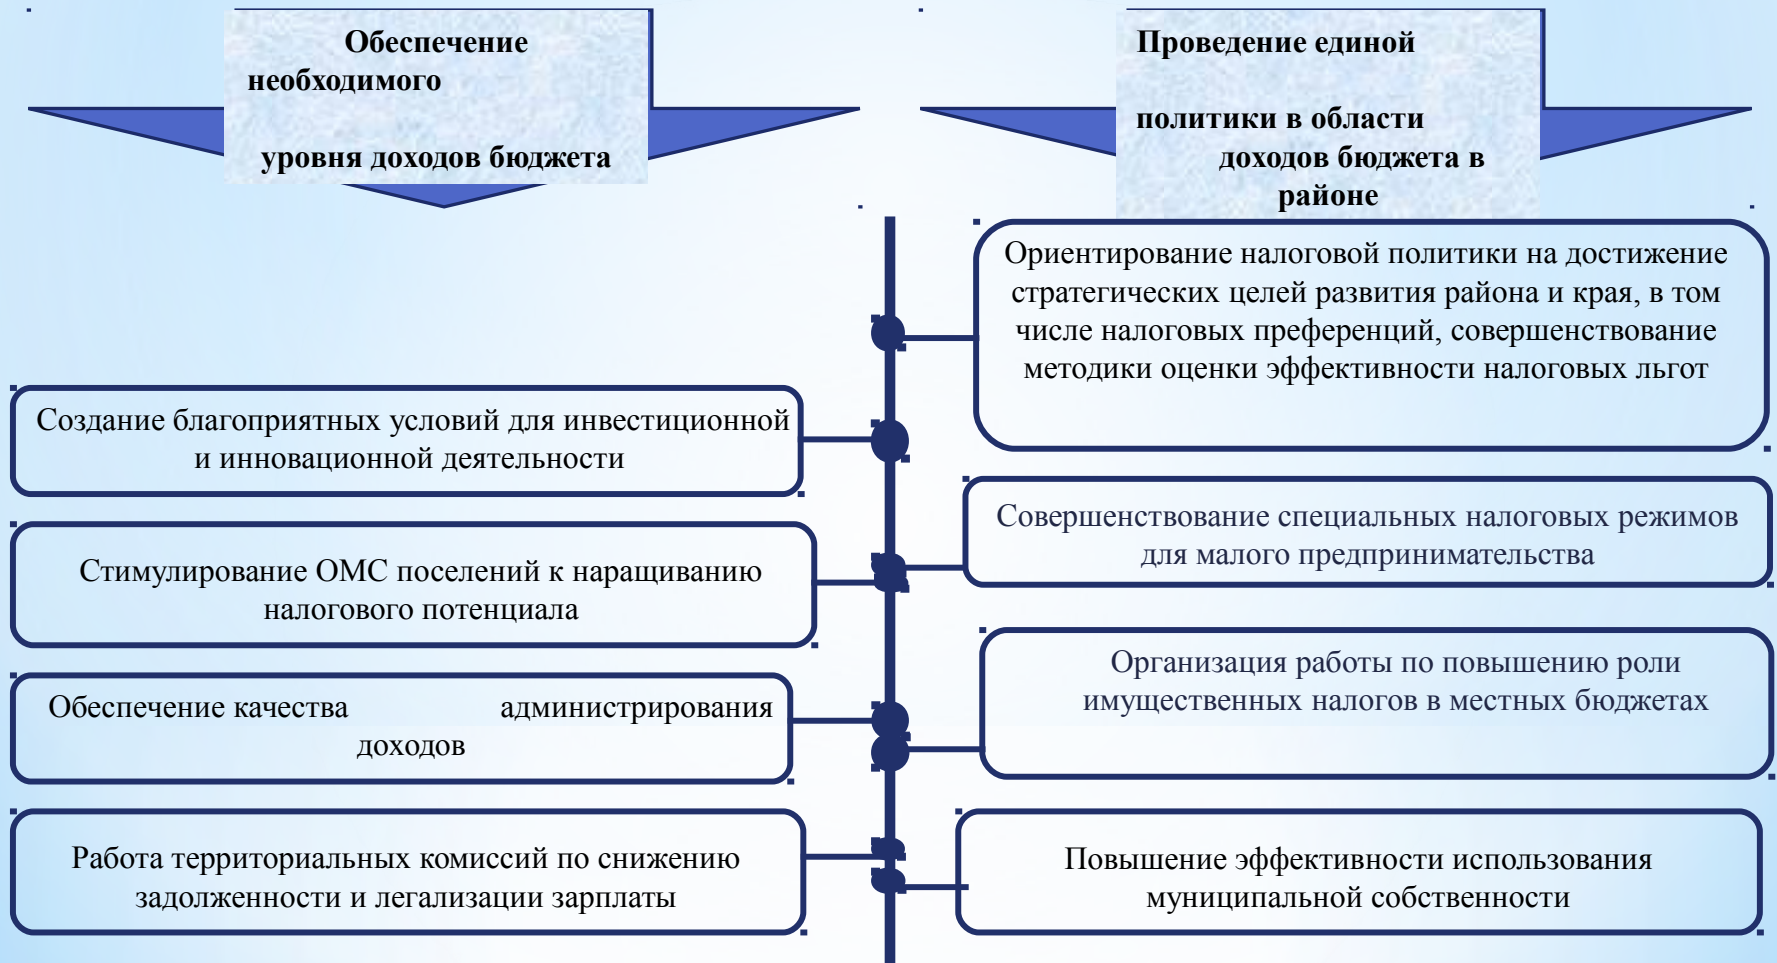 Обеспечение
необходимого
уровня доходов бюджета
Проведение единой
политики в области
доходов бюджета в
районе
Ориентирование налоговой политики на достижение
стратегических целей развития района и края, в том
числе налоговых преференций, совершенствование
методики оценки эффективности налоговых льгот
Создание благоприятных условий для инвестиционной
и инновационной деятельности
Совершенствование специальных налоговых режимов
для малого предпринимательства
Стимулирование ОМС поселений к наращиванию
налогового потенциала
Организация работы по повышению роли
имущественных налогов в местных бюджетах
Обеспечение качества администрирования
доходов
Работа территориальных комиссий по снижению
задолженности и легализации зарплаты
Повышение эффективности использования
муниципальной собственности